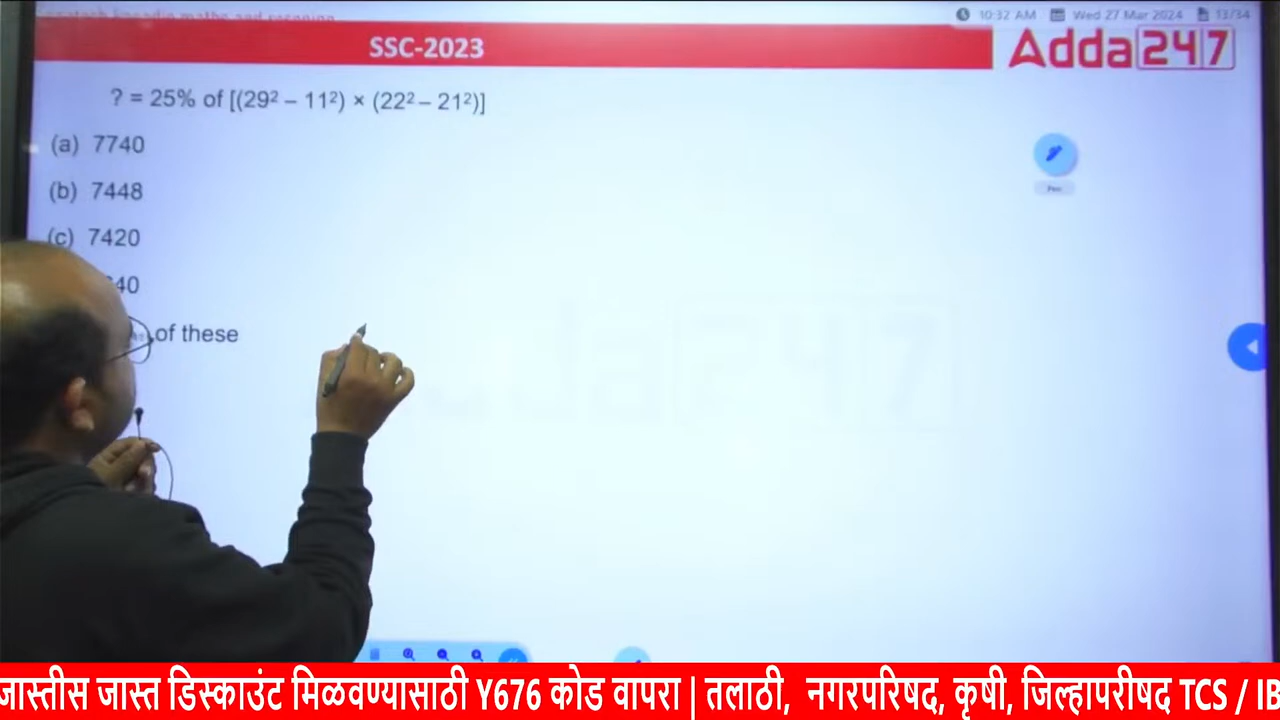 10:32 AM Wed 27 Mar 2024 13/34
SSC-2023
Adda247
? = 25% of [(29² – 11²) × (22² – 21²)]
(a) 7740
(b) 7448
(c) 7420
40
of these
Pen
जास्तीस जास्त डिस्काउंट मिळवण्यासाठी Y676 कोड वापरा | तलाठी, नगरपरिषद, कृषी, जिल्हापरीषद TCS / IB